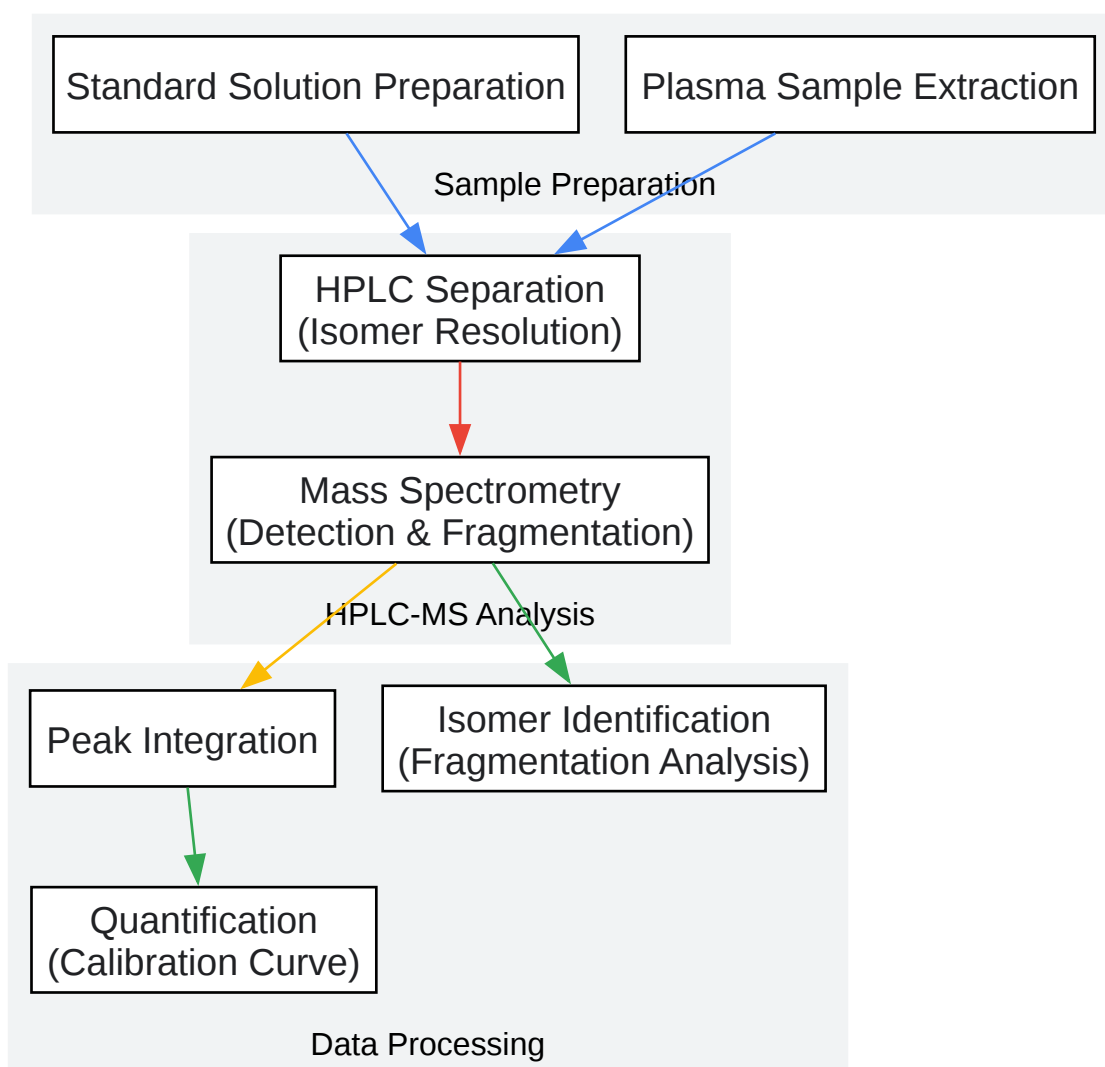 Standard Solution Preparation
Plasma Sample Extraction
Sample Preparation
HPLC Separation
(Isomer Resolution)
Mass Spectrometry
(Detection & Fragmentation)
HPLC-MS Analysis
Peak Integration
Isomer Identification
(Fragmentation Analysis)
Quantification
(Calibration Curve)
Data Processing